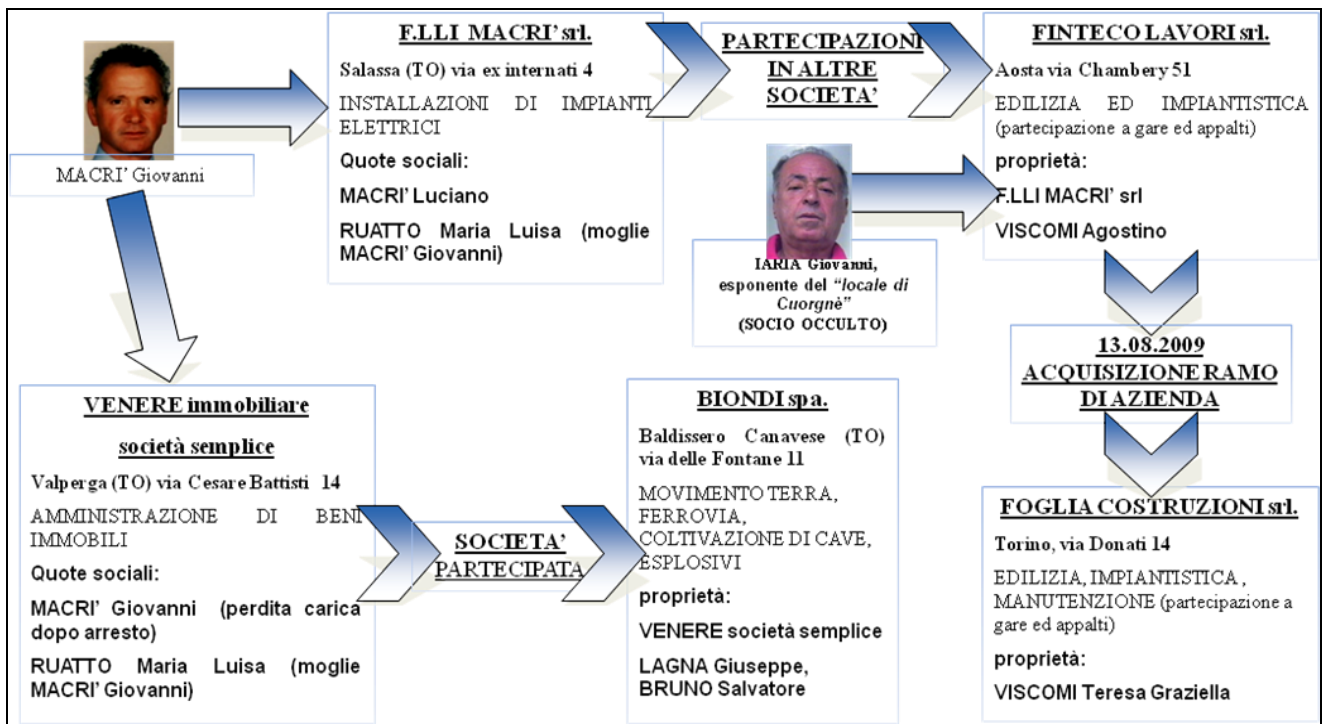 MACRI’ Giovanni
F.LLI MACRI’ srl.
Salassa (TO) via ex internati 4
INSTALLAZIONI DI IMPIANTI
ELETTRICI
Quote sociali:
MACRI’ Luciano
RUATTO Maria Luisa (moglie
MACRI’ Giovanni)
PARTECIPAZIONI
IN ALTRE
SOCIETA’
FINTECO LAVORI srl.
Aosta via Chambery 51
EDILIZIA ED IMPIANTISTICA
(partecipazione a gare ed appalti)
proprietà:
F.LLI MACRI’ srl
VISCOMI Agostino
IARIA Giovanni,
esponente del “locale di
Cuorgnè”
(SOCIO OCCULTO)
13.08.2009
ACQUISIZIONE RAMO
DI AZIENDA
VENERE immobiliare
società semplice
Valperga (TO) via Cesare Battisti 14
AMMINISTRAZIONE DI BENI
IMMOBILI
Quote sociali:
MACRI’ Giovanni (perdita carica
dopo arresto)
RUATTO Maria Luisa (moglie
MACRI’ Giovanni)
SOCIETA’
PARTECIPATA
BIONDI spa.
Baldissero Canavese (TO)
via delle Fontane 11
MOVIMENTO TERRA,
FERROVIA,
COLTIVAZIONE DI CAVE,
ESPLOSIVI
proprietà:
VENERE società semplice
LAGNA Giuseppe,
BRUNO Salvatore
FOGLIA COSTRUZIONI srl.
Torino, via Donati 14
EDILIZIA, IMPIANTISTICA ,
MANUTENZIONE (partecipazione a
gare ed appalti)
proprietà:
VISCOMI Teresa Graziella